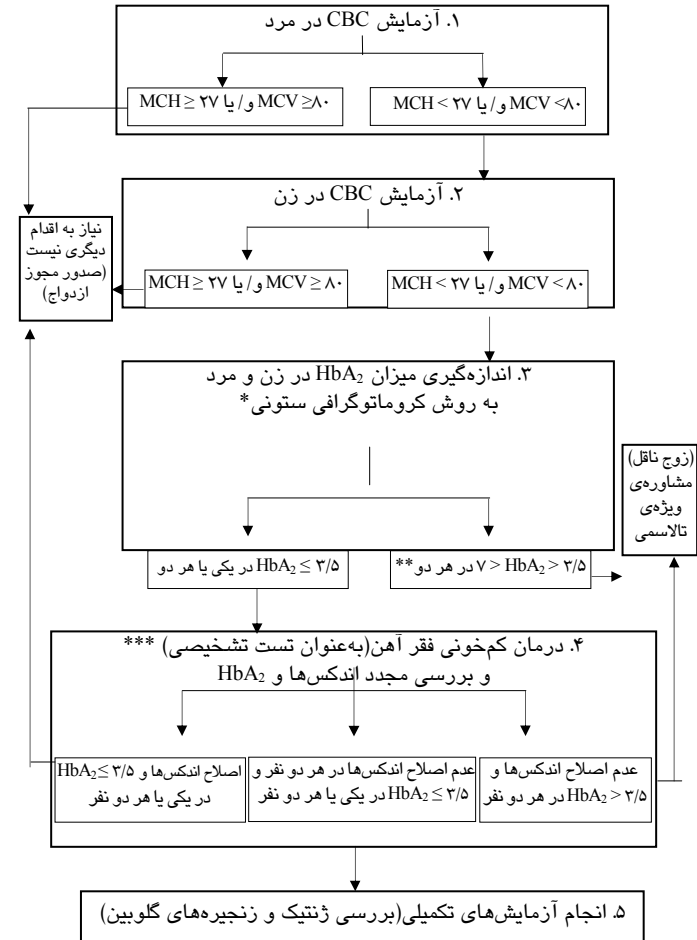 ۱. آزمایش CBC در مرد
MCV <۸۰ و/ یا MCH < ۲۷
MCV ≥۸۰ و/ یا MCH ≥ ۲۷
۲. آزمایش CBC در زن
MCV < ۸۰ و/ یا MCH < ۲۷
MCV ≥ ۸۰ و/ یا MCH ≥ ۲۷
نیاز به اقدام
دیگری نیست
(صدور مجوز
ازدواج)
۳. اندازه‌گیری میزان HbA₂ در زن و مرد
به روش کروماتوگرافی ستونی*
(زوج ناقل)
مشاوره‌ی
ویژه‌ی
تالاسمی
۷ > HbA₂ > ۳/۵ در هر دو**
HbA₂ ≤ ۳/۵ در یکی یا هر دو
۴. درمان کم‌خونی فقر آهن(به‌عنوان تست تشخیصی) ***
و بررسی مجدد اندکس‌ها و HbA₂
عدم اصلاح اندکس‌ها و
HbA₂ > ۳/۵ در هر دو نفر
عدم اصلاح اندکس‌ها در هر دو نفر و
HbA₂ ≤ ۳/۵ در یکی یا هر دو نفر
اصلاح اندکس‌ها و HbA₂ ≤ ۳/۵
در یکی یا هر دو نفر
۵. انجام آزمایش‌های تکمیلی(بررسی ژنتیک و زنجیره‌های گلوبین)